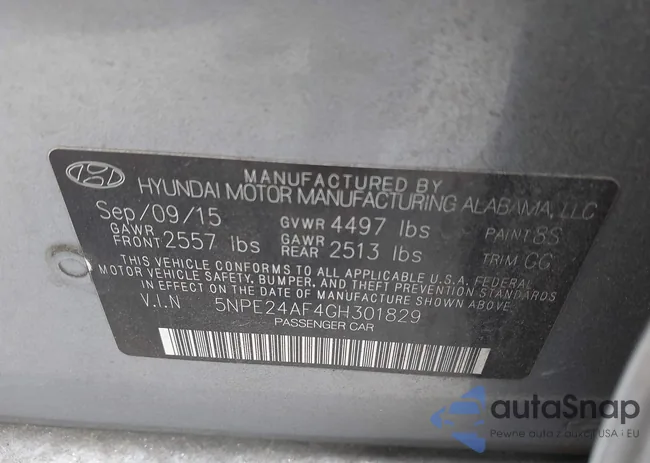 MANUFACTURED BY
HYUNDAI MOTOR MANUFACTURING ALABAMA, LLC
Sep/09/15 GVWR 4497 lbs PAINT 8S
GAWR FRONT 2557 lbs GAWR REAR 2513 lbs TRIM GG
THIS VEHICLE CONFORMS TO ALL APPLICABLE U.S.A. FEDERAL
MOTOR VEHICLE SAFETY, BUMPER, AND THEFT PREVENTION STANDARDS
IN EFFECT ON THE DATE OF MANUFACTURE SHOWN ABOVE.
V.I.N 5NPE24AF4GH301829
PASSENGER CAR
autoSnap
Pewne auta z aukcji USA i EU